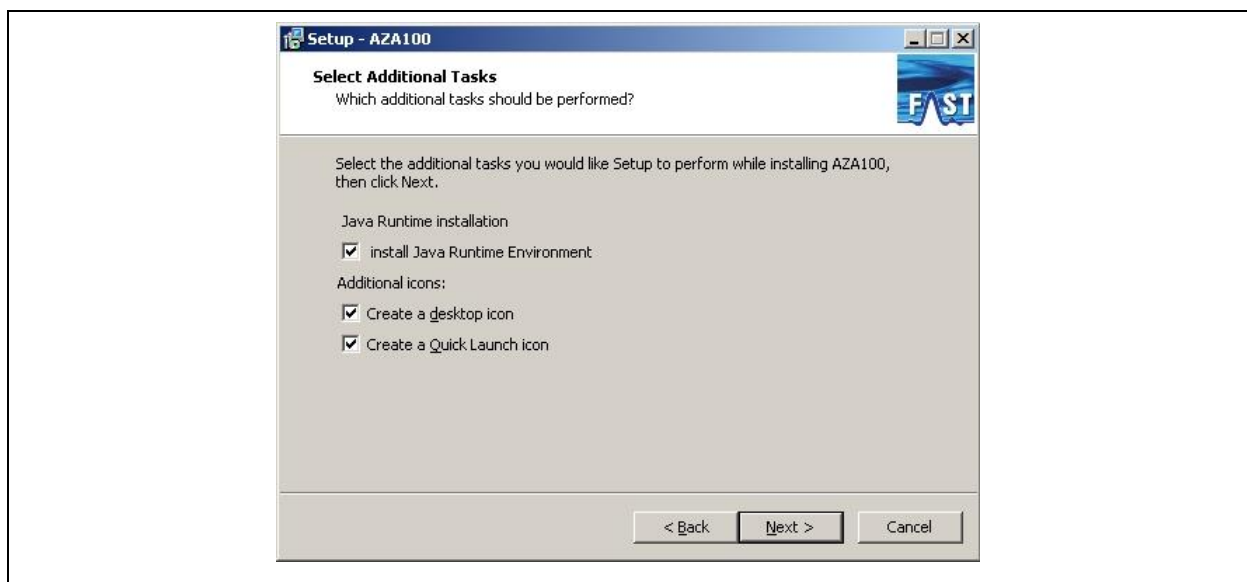 Setup - AZA100
Select Additional Tasks
Which additional tasks should be performed?
FAST
Select the additional tasks you would like Setup to perform while installing AZA100,
then click Next.
Java Runtime installation
install Java Runtime Environment
Additional icons:
Create a desktop icon
Create a Quick Launch icon
< Back Next > Cancel